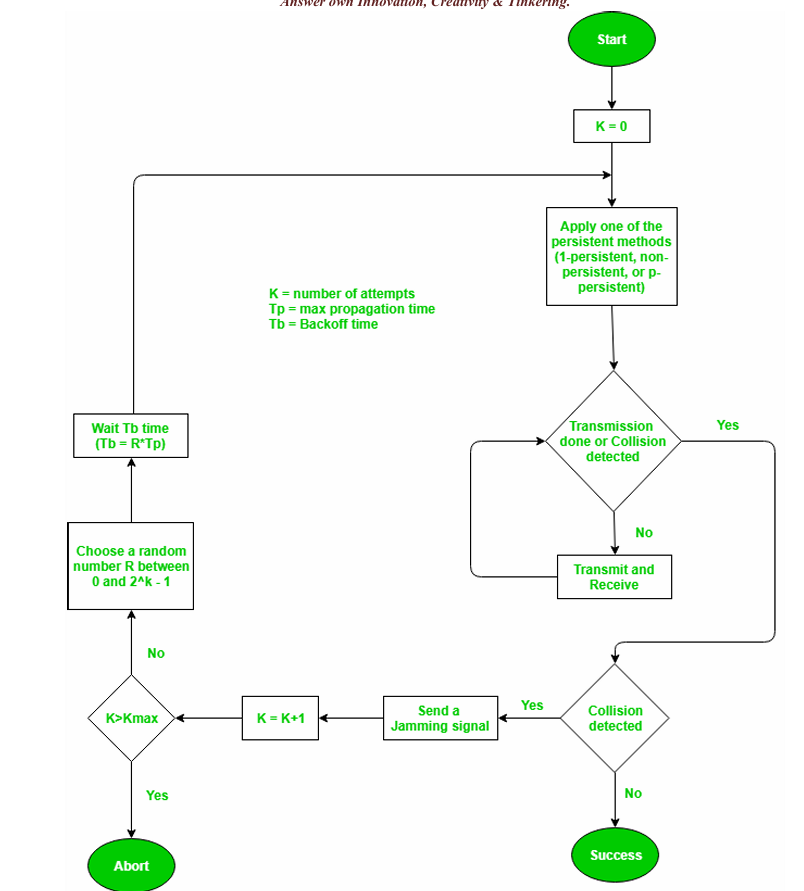 Answer own Innovation, Creativity & Tinkering.
Start
K = 0
Apply one of the
persistent methods
(1-persistent, non-
persistent, or p-
persistent)
K = number of attempts
Tp = max propagation time
Tb = Backoff time
Transmission
done or Collision
detected
Yes
No
Transmit and
Receive
Wait Tb time
(Tb = R*Tp)
Choose a random
number R between
0 and 2^k - 1
No
K>Kmax
K = K+1
Send a
Jamming signal
Yes
Collision
detected
Yes
No
Abort
Success